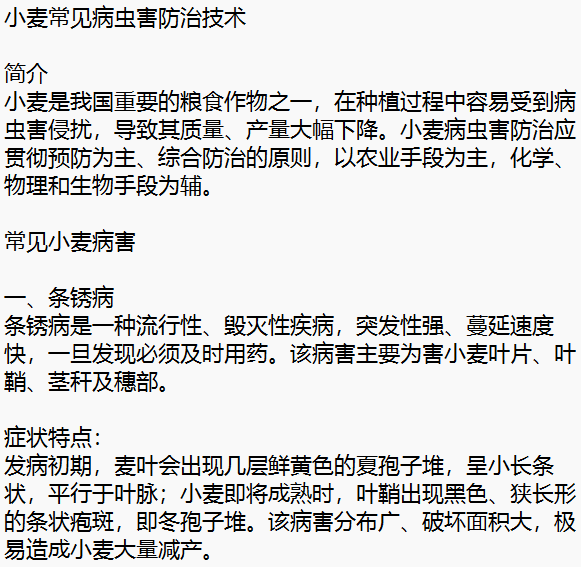 小麦常见病虫害防治技术
简介
小麦是我国重要的粮食作物之一，在种植过程中容易受到病
虫害侵扰，导致其质量、产量大幅下降。小麦病虫害防治应
贯彻预防为主、综合防治的原则，以农业手段为主，化学、
物理和生物手段为辅。
常见小麦病害
一、条锈病
条锈病是一种流行性、毁灭性疾病，突发性强、蔓延速度
快，一旦发现必须及时用药。该病害主要为害小麦叶片、叶
鞘、茎秆及穗部。
症状特点：
发病初期，麦叶会出现几层鲜黄色的夏孢子堆，呈小长条
状，平行于叶脉；小麦即将成熟时，叶鞘出现黑色、狭长形
的条状疱斑，即冬孢子堆。该病害分布广、破坏面积大，极
易造成小麦大量减产。